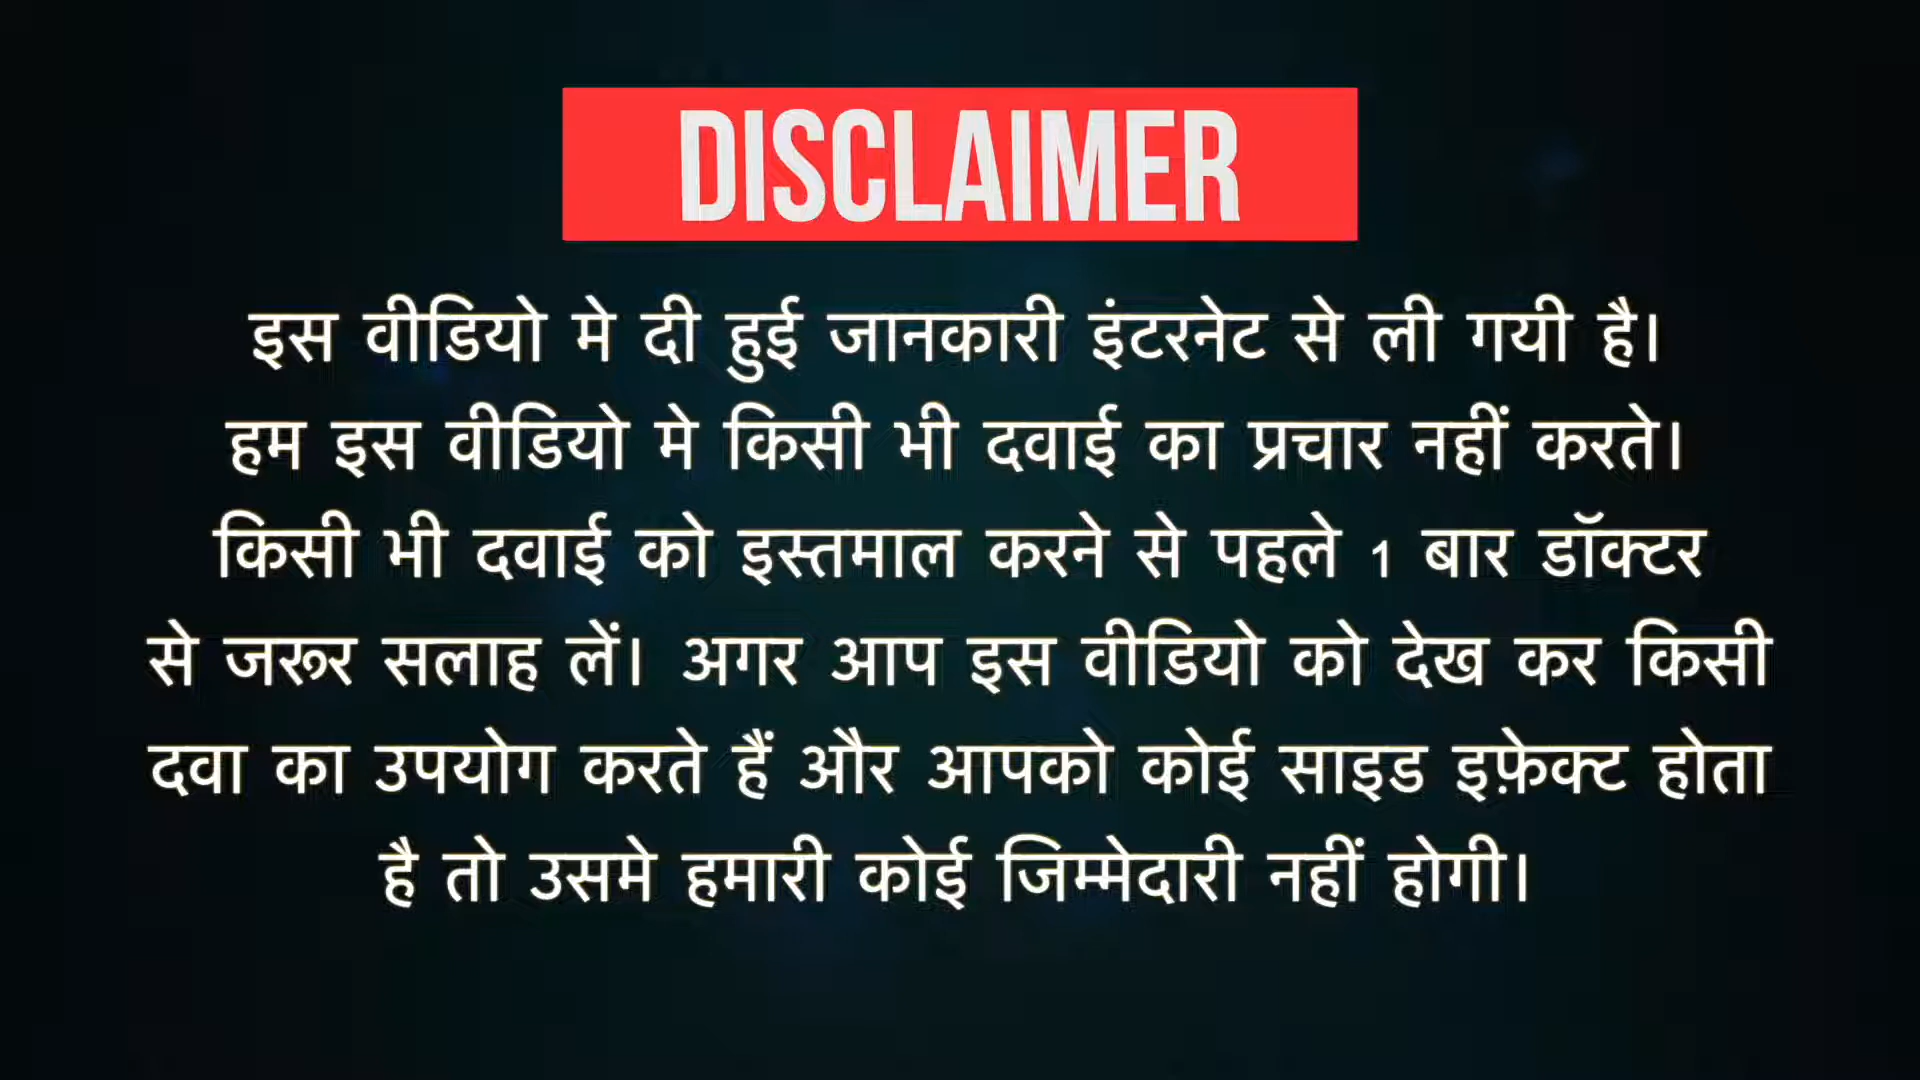 DISCLAIMER
इस वीडियो मे दी हुई जानकारी इंटरनेट से ली गयी है।
हम इस वीडियो मे किसी भी दवाई का प्रचार नहीं करते।
किसी भी दवाई को इस्तमाल करने से पहले 1 बार डॉक्टर
से जरूर सलाह लें। अगर आप इस वीडियो को देख कर किसी
दवा का उपयोग करते हैं और आपको कोई साइड इफ़ेक्ट होता
है तो उसमे हमारी कोई जिम्मेदारी नहीं होगी।